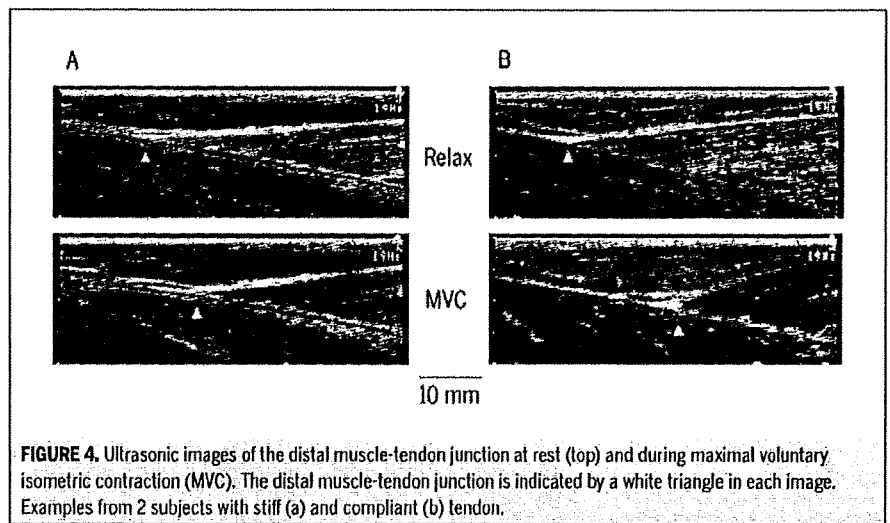 A
B
Relax
MVC
10 mm
FIGURE 4. Ultrasonic images of the distal muscle-tendon junction at rest (top) and during maximal voluntary
isometric contraction (MVC). The distal muscle-tendon junction is indicated by a white triangle in each image.
Examples from 2 subjects with stiff (a) and compliant (b) tendon.